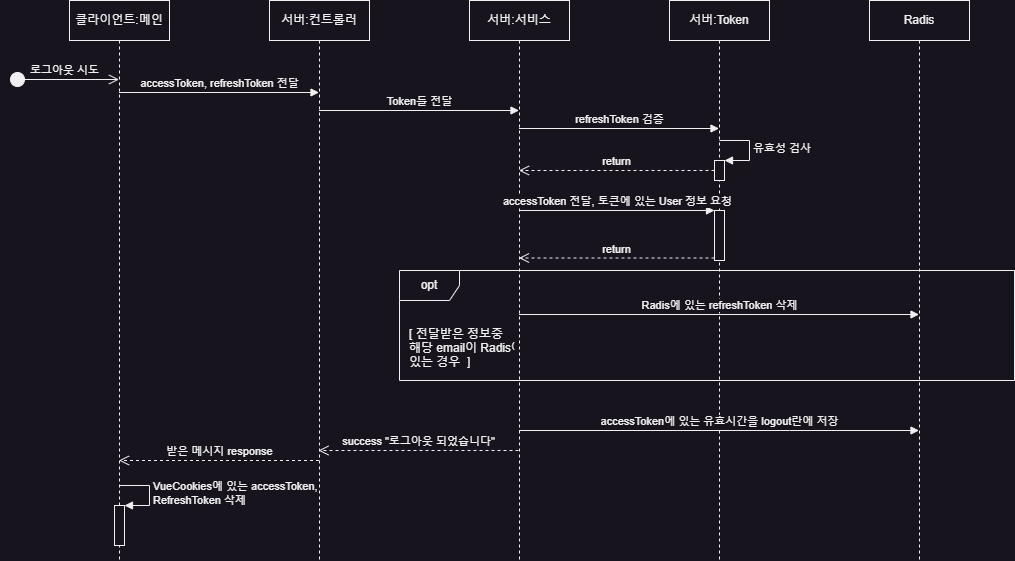 클라이언트:메인
서버:컨트롤러
서버:서비스
서버:Token
Radis
로그아웃 시도
accessToken, refreshToken 전달
Token들 전달
refreshToken 검증
유효성 검사
return
accessToken 전달, 토큰에 있는 User 정보 요청
return
opt
Radis에 있는 refreshToken 삭제
[ 전달받은 정보중
해당 email이 Radis
있는 경우 ]
accessToken에 있는 유효시간을 logout란에 저장
success "로그아웃 되었습니다"
받은 메시지 response
VueCookies에 있는 accessToken,
RefreshToken 삭제